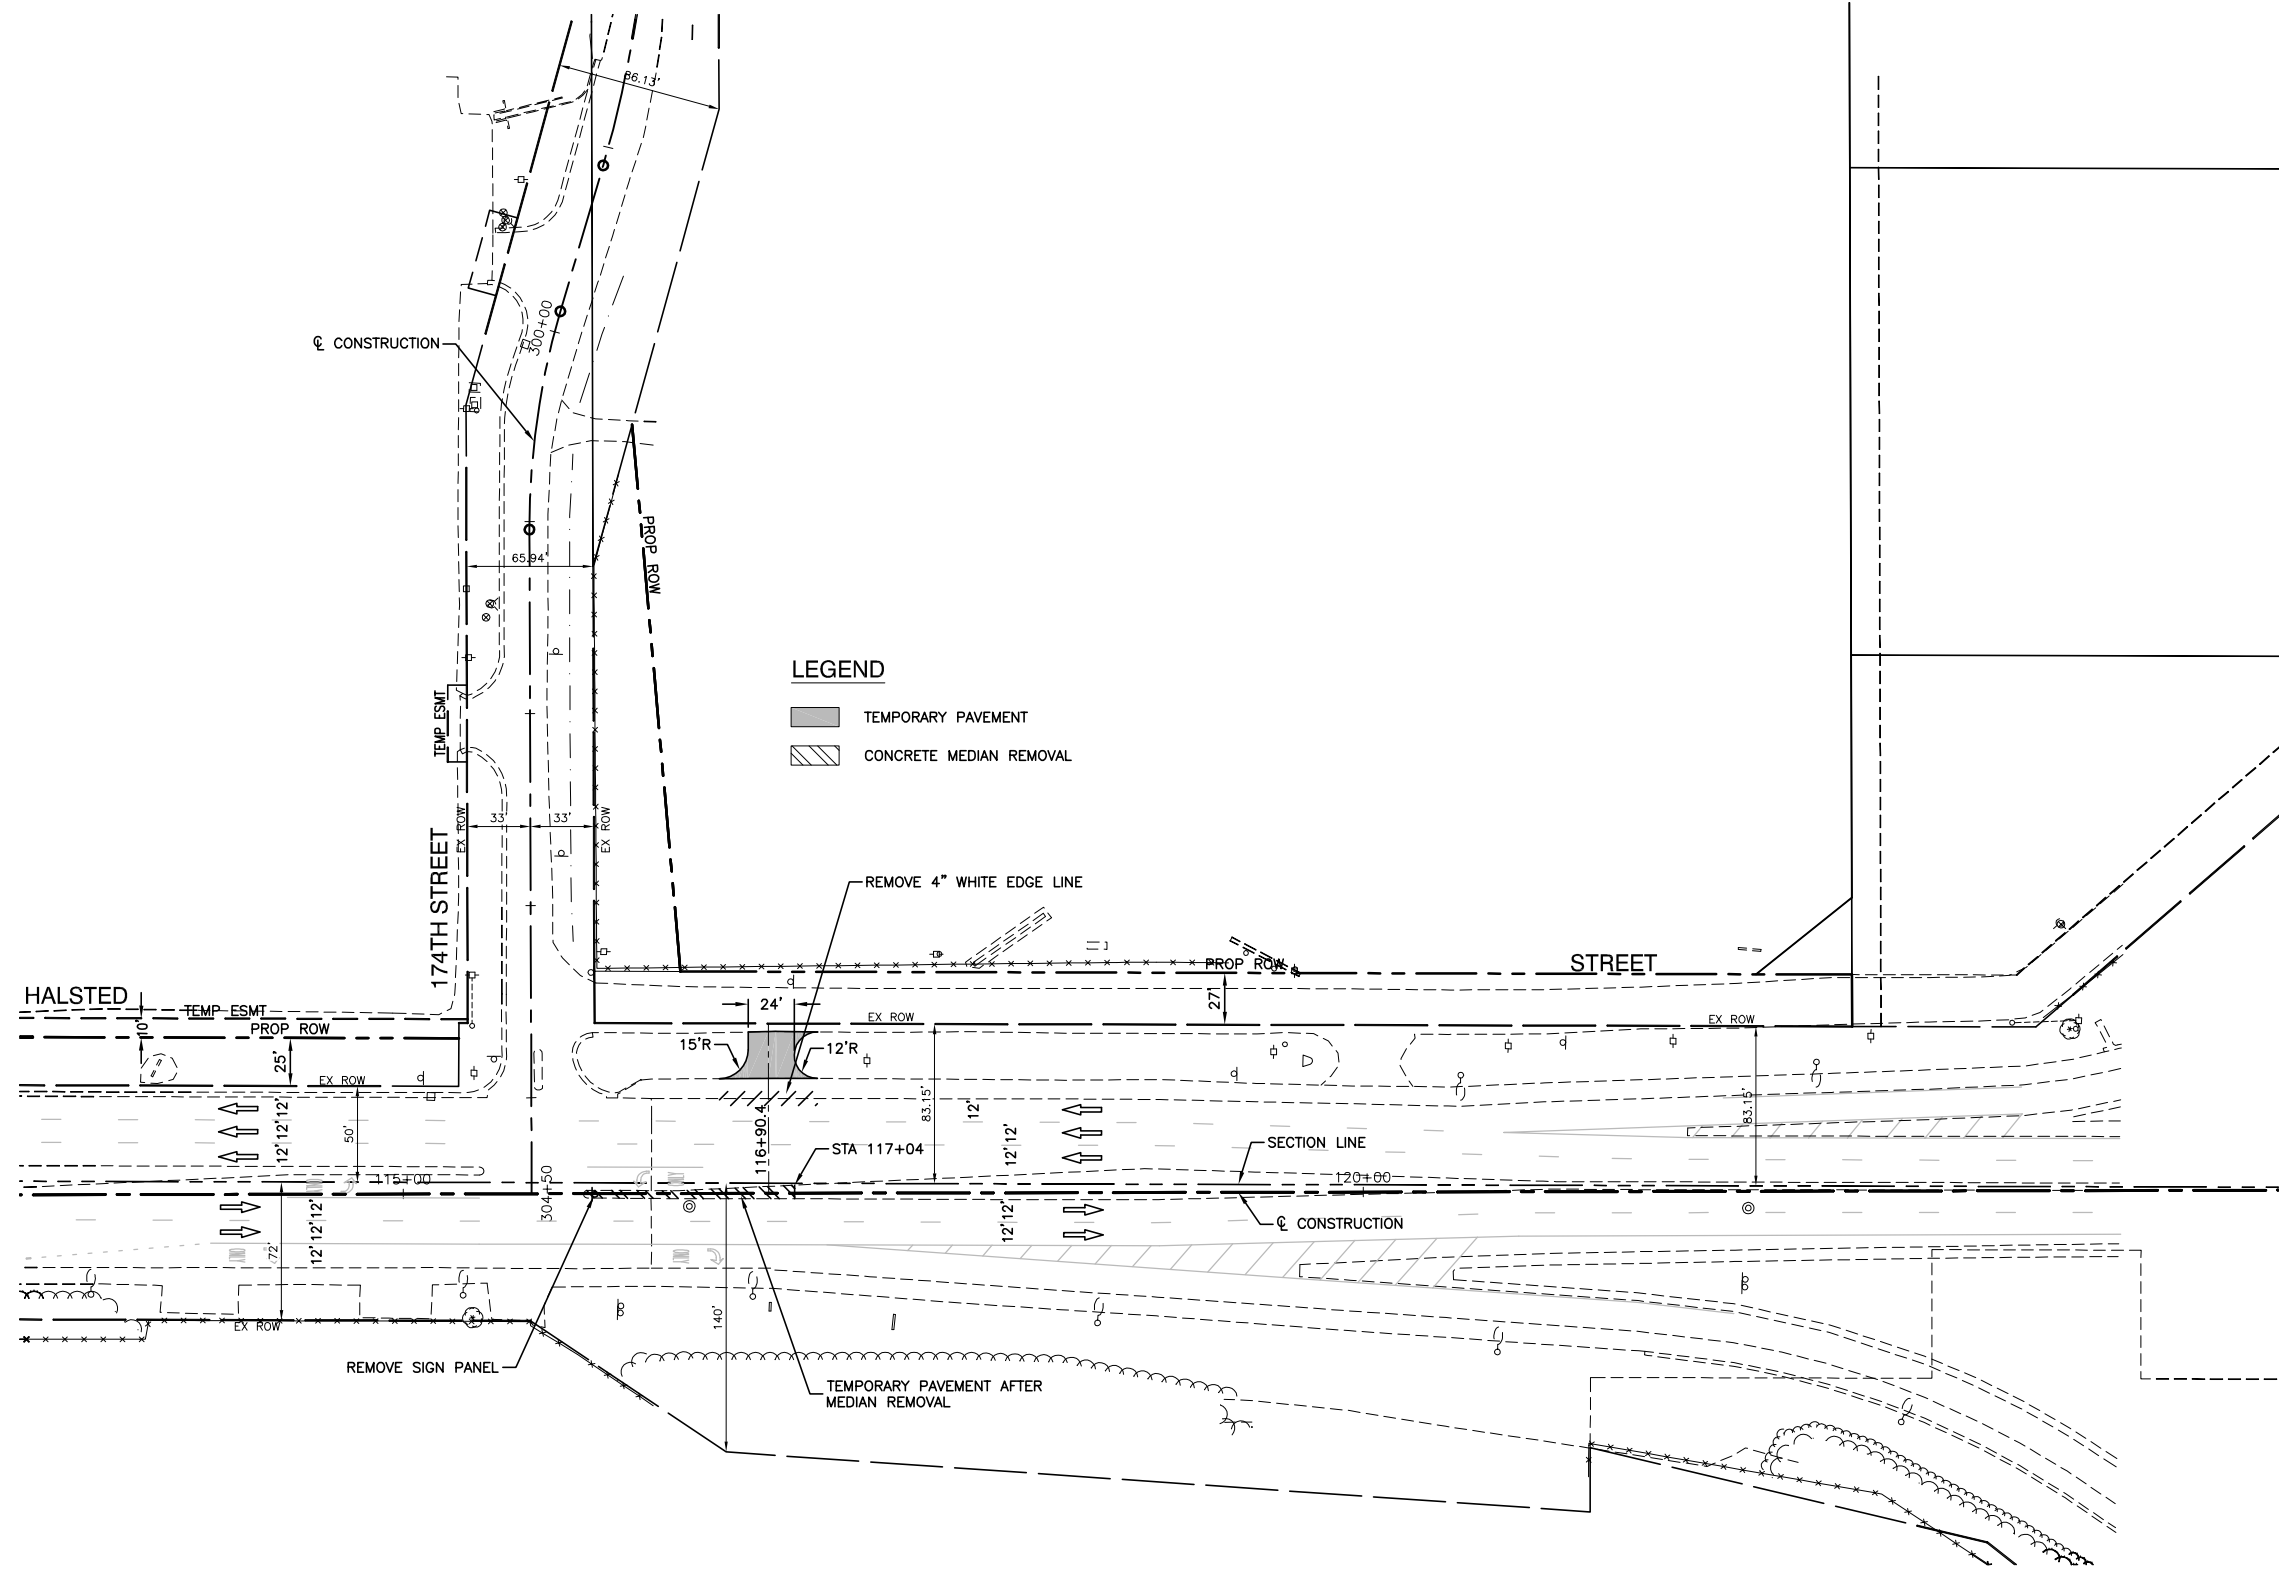 86.13'
300+00
℄ CONSTRUCTION
65.94'
PROP ROW
LEGEND
TEMPORARY PAVEMENT
CONCRETE MEDIAN REMOVAL
TEMP ESMT
EX ROW
33'
33'
EX ROW
174TH STREET
REMOVE 4" WHITE EDGE LINE
STREET
PROP ROW
HALSTED
TEMP ESMT
10'
PROP ROW
25'
EX ROW
24'
27'
EX ROW
EX ROW
15'R
12'R
12'
12'
12'
50'
116+90.4
83.15'
12'
12'
12'
83.15'
STA 117+04
SECTION LINE
115+00
120+00
304+50
12'
12'
12'
72'
12'
12'
℄ CONSTRUCTION
140'
EX ROW
REMOVE SIGN PANEL
TEMPORARY PAVEMENT AFTER
MEDIAN REMOVAL